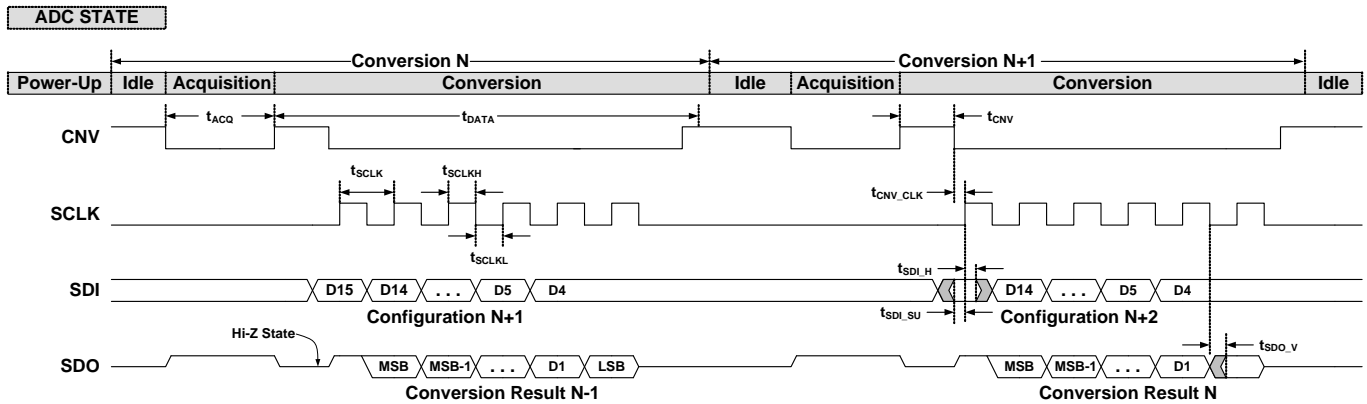 ADC STATE
Conversion N
Conversion N+1
Power-Up Idle Acquisition Conversion Idle Acquisition Conversion Idle
CNV
tACQ
tDATA
tCNV
SCLK
tSCLK
tSCLKH
tSCLKL
tCNV_CLK
SDI
D15 D14 . . . D5 D4
Configuration N+1
tSDI_H
tSDI_SU
D14 . . . D5 D4
Configuration N+2
SDO
Hi-Z State
MSB MSB-1 . . . D1 LSB
Conversion Result N-1
MSB MSB-1 . . . D1
tSDO_V
Conversion Result N